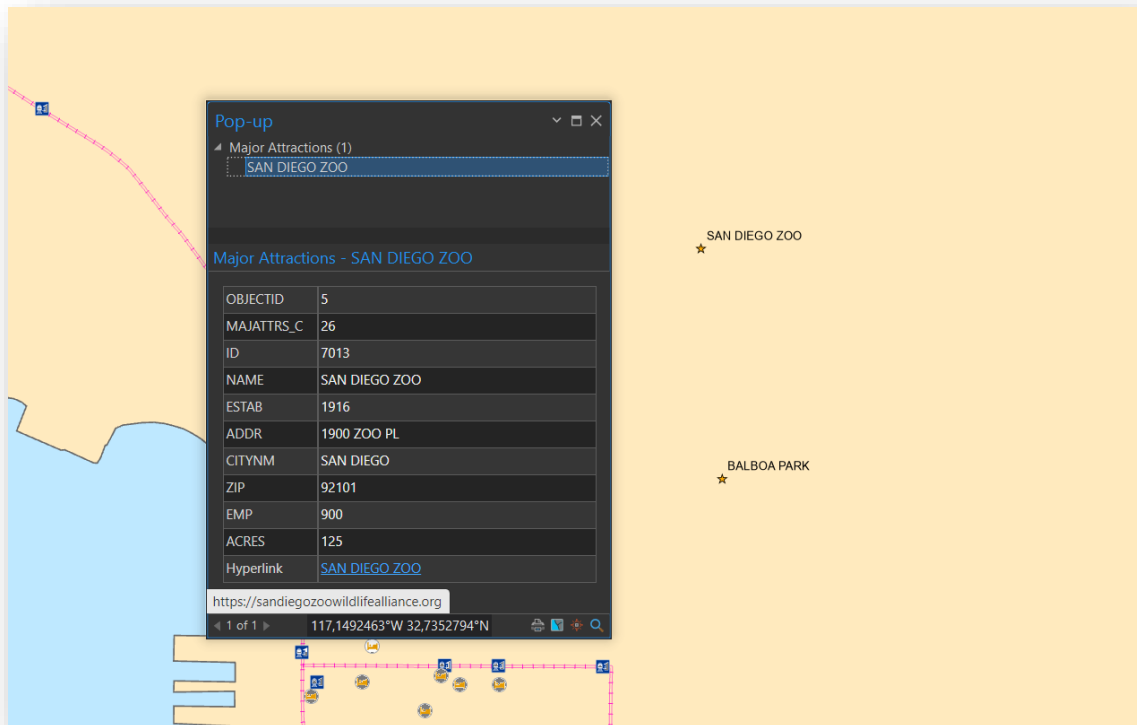 Pop-up
Major Attractions (1)
SAN DIEGO ZOO
Major Attractions - SAN DIEGO ZOO
OBJECTID 5
MAJATTRS_C 26
ID 7013
NAME SAN DIEGO ZOO
ESTAB 1916
ADDR 1900 ZOO PL
CITYNM SAN DIEGO
ZIP 92101
EMP 900
ACRES 125
Hyperlink SAN DIEGO ZOO
https://sandiegozoowildlifealliance.org
1 of 1 117,1492463°W 32,7352794°N
SAN DIEGO ZOO
BALBOA PARK